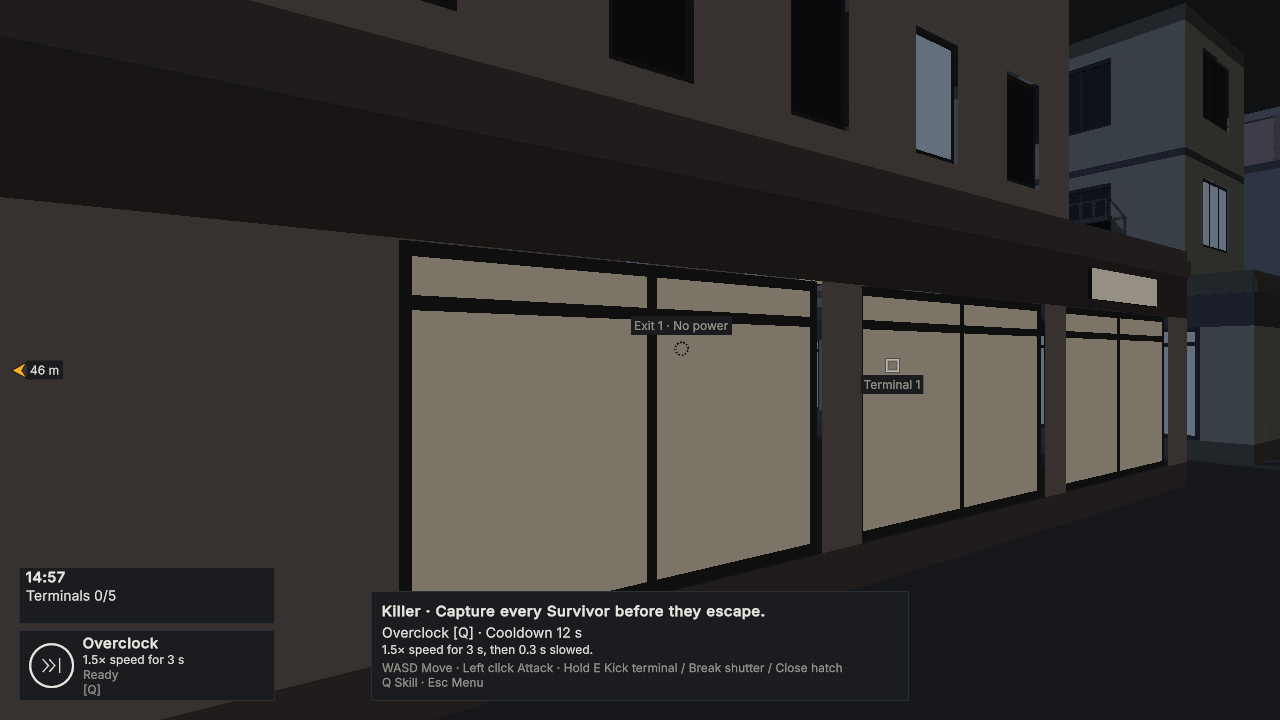 Exit 1 · No power
46 m
Terminal 1
14:57
Terminals 0/5
Overclock
1.5× speed for 3 s
Ready
[Q]
Killer · Capture every Survivor before they escape.
Overclock [Q] · Cooldown 12 s
1.5× speed for 3 s, then 0.3 s slowed.
WASD Move · Left click Attack · Hold E Kick terminal / Break shutter / Close hatch
Q Skill · Esc Menu